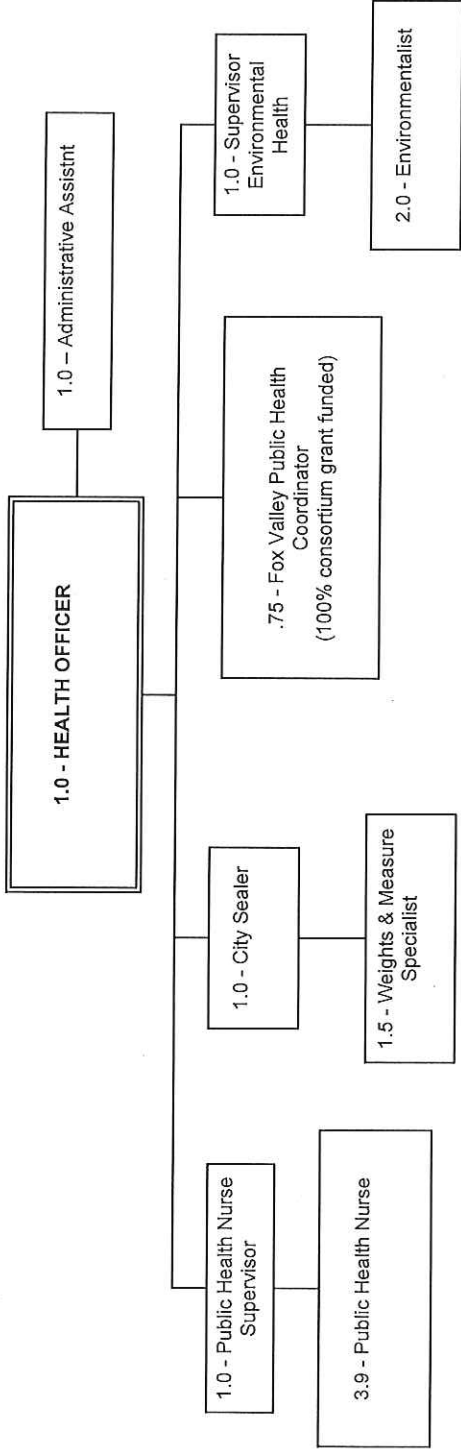 1.0 - HEALTH OFFICER
1.0 – Administrative Assistnt
1.0 - Public Health Nurse
Supervisor
1.0 - City Sealer
.75 - Fox Valley Public Health
Coordinator
(100% consortium grant funded)
1.0 - Supervisor
Environmental
Health
3.9 - Public Health Nurse
1.5 - Weights & Measure
Specialist
2.0 - Environmentalist